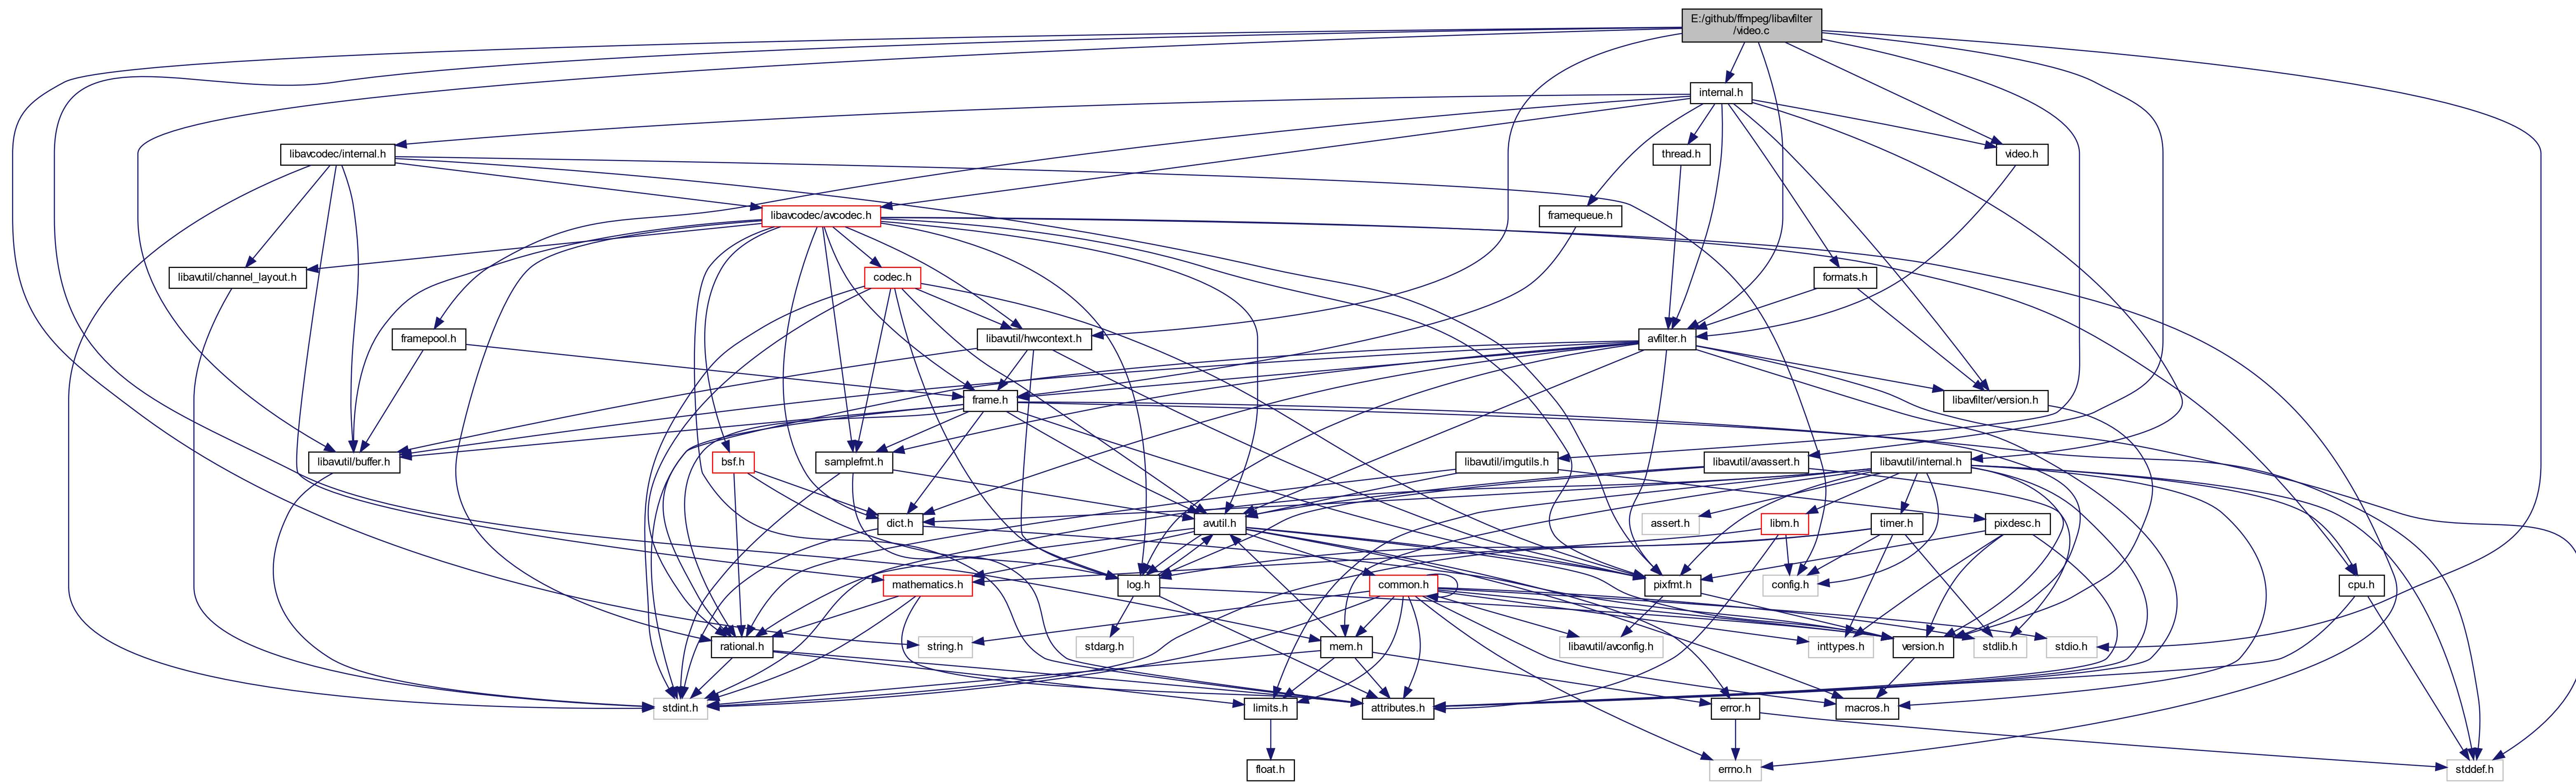 E:/github/ffmpeg/libavfilter
/video.c
internal.h
libavcodec/internal.h
thread.h
video.h
libavcodec/avcodec.h
framequeue.h
libavutil/channel_layout.h
codec.h
formats.h
framepool.h
libavutil/hwcontext.h
avfilter.h
frame.h
libavfilter/version.h
libavutil/buffer.h
bsf.h
samplefmt.h
libavutil/imgutils.h
libavutil/avassert.h
libavutil/internal.h
dict.h
avutil.h
assert.h
libm.h
timer.h
pixdesc.h
mathematics.h
log.h
common.h
pixfmt.h
config.h
cpu.h
rational.h
string.h
stdarg.h
mem.h
libavutil/avconfig.h
inttypes.h
version.h
stdlib.h
stdio.h
stdint.h
limits.h
attributes.h
error.h
macros.h
float.h
errno.h
stddef.h